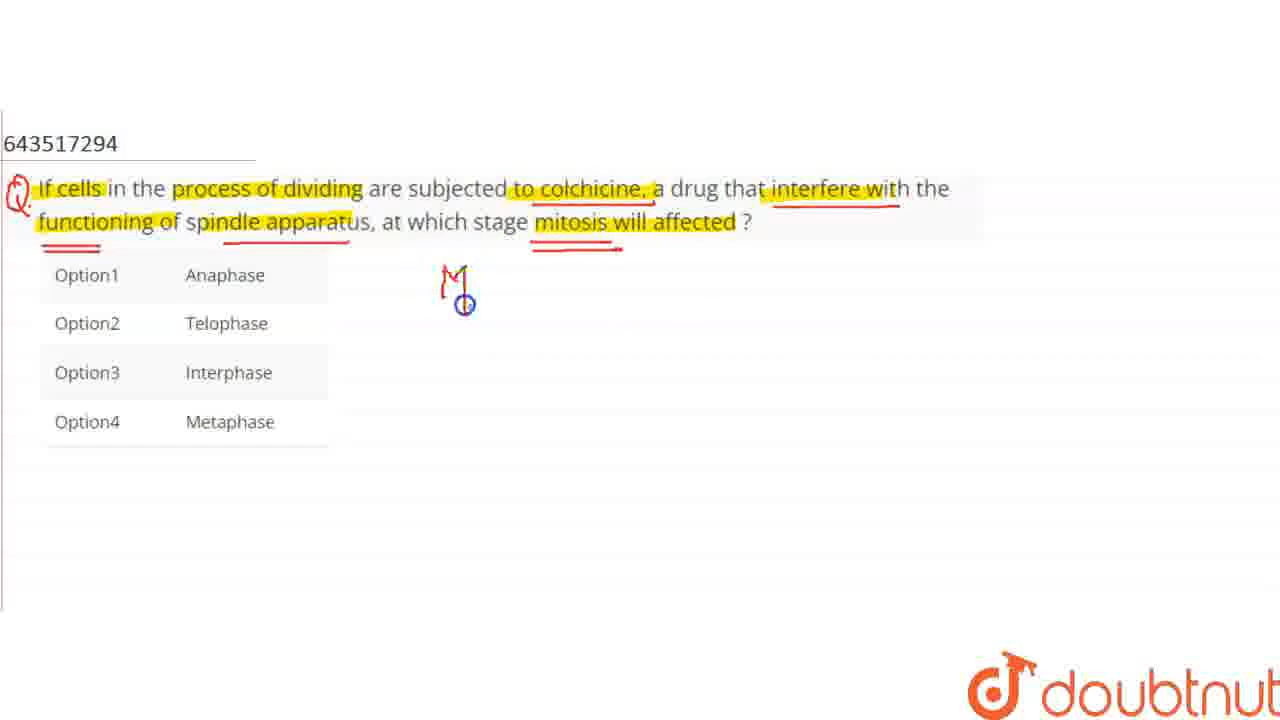 643517294
Q. If cells in the process of dividing are subjected to colchicine, a drug that interfere with the
functioning of spindle apparatus, at which stage mitosis will affected ?
Option1 Anaphase
M
Option2 Telophase
Option3 Interphase
Option4 Metaphase
doubtnut